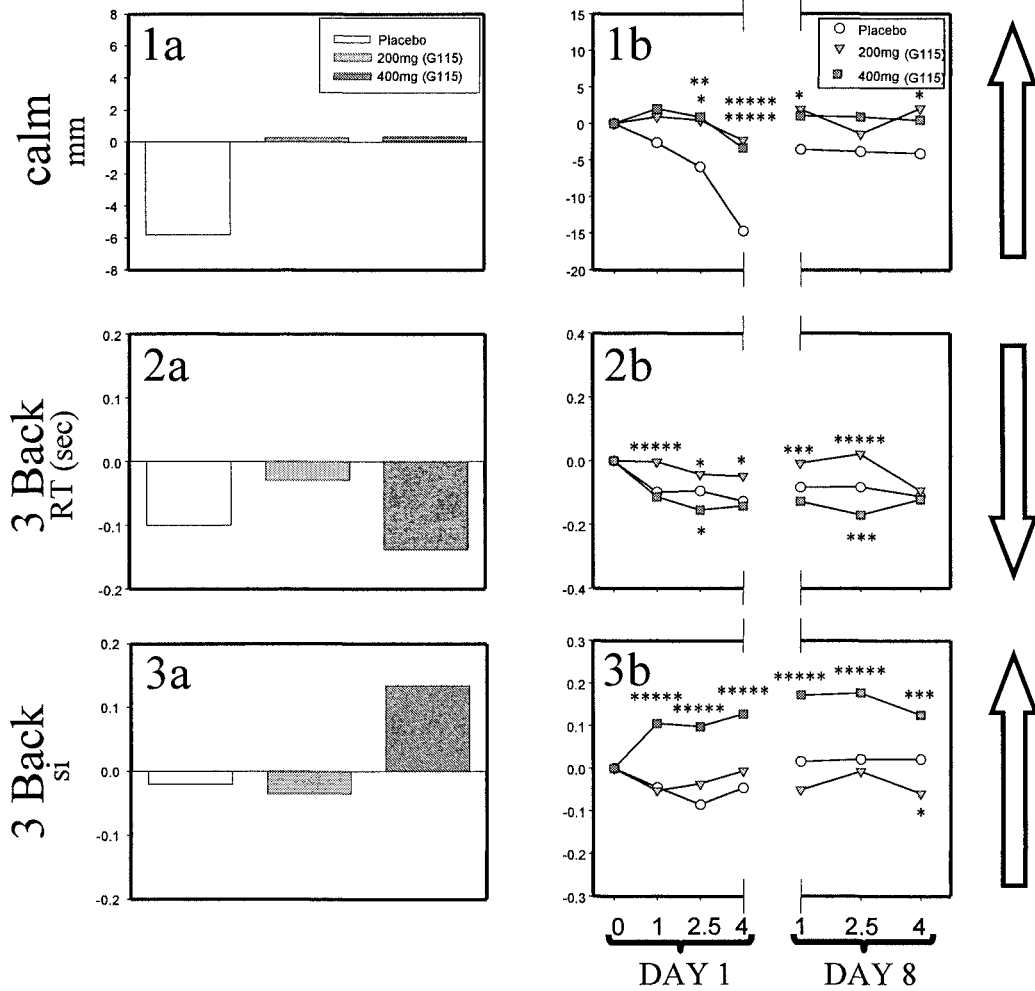 calm
mm
8
6
4
2
0
-2
-4
-6
-8
1a
Placebo
200mg (G115)
400mg (G115)
15
10
5
0
-5
-10
-15
-20
1b
Placebo
200mg (G115)
400mg (G115)
**
*
*****
*****
*
*
3 Back
RT (sec)
0.2
0.1
0.0
-0.1
-0.2
2a
0.4
0.2
0.0
-0.2
-0.4
2b
*****
*
*
*
***
*****
***
3 Back
si
0.2
0.1
0.0
-0.1
-0.2
3a
0.3
0.2
0.1
0.0
-0.1
-0.2
-0.3
3b
*****
*****
*****
*****
*****
***
*
0 1 2.5 4 1 2.5 4
DAY 1 DAY 8